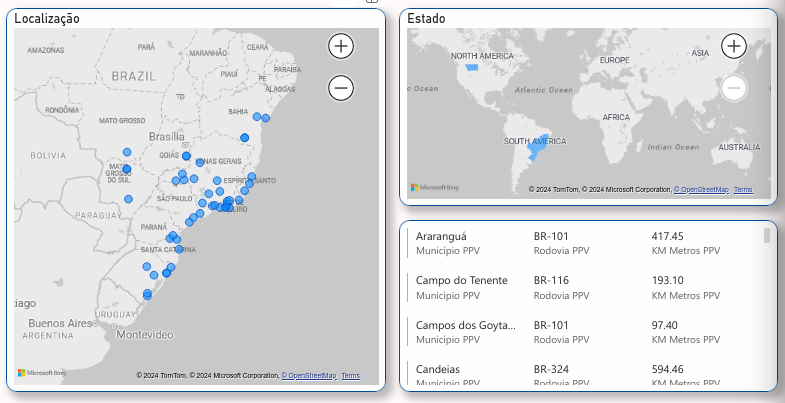 Localização
AMAZONAS
PARÁ
MARANHÃO
CEARÁ
PARAÍBA
PIAUÍ
PE
ALAGOAS
BRAZIL
TO
RONDÔNIA
MATO GROSSO
BAHIA
Brasília
GOIÁS
MINAS GERAIS
BOLIVIA
MATO
GROSSO
DO SUL
ESPÍRITO SANTO
SÃO PAULO
PARAGUAY
PARANÁ
SANTA CATARINA
URUGUAY
Buenos Aires
Montevideo
ARGENTINA
Microsoft Bing
© 2024 TomTom, © 2024 Microsoft Corporation, © OpenStreetMap Terms
Estado
NORTH AMERICA
EUROPE
ASIA
Atlantic Ocean
AFRICA
SOUTH AMERICA
Indian Ocean
AUSTRALIA
Microsoft Bing
© 2024 TomTom, © 2024 Microsoft Corporation, © OpenStreetMap Terms
Araranguá BR-101 417.45
Municipio PPV Rodovia PPV KM Metros PPV
Campo do Tenente BR-116 193.10
Municipio PPV Rodovia PPV KM Metros PPV
Campos dos Goyta... BR-101 97.40
Municipio PPV Rodovia PPV KM Metros PPV
Candeias BR-324 594.46
Municipio PPV Rodovia PPV KM Metros PPV